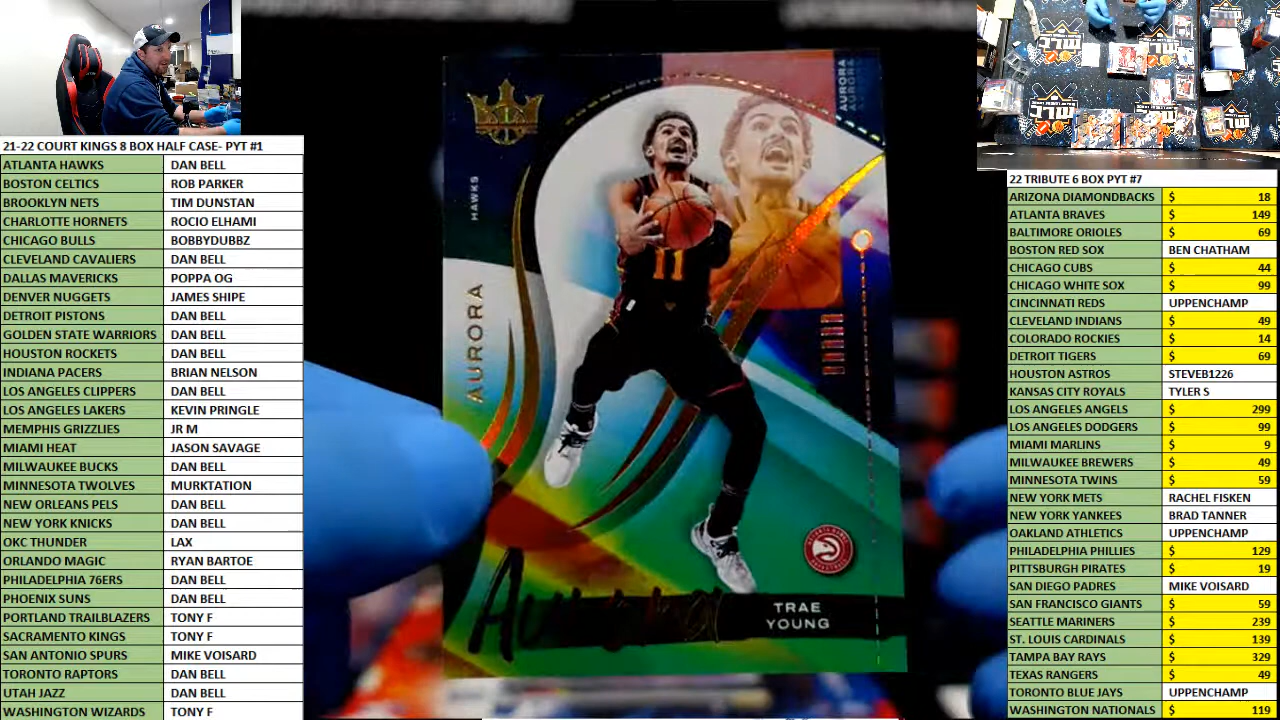 21-22 COURT KINGS 8 BOX HALF CASE- PYT #1
ATLANTA HAWKS DAN BELL
BOSTON CELTICS ROB PARKER
BROOKLYN NETS TIM DUNSTAN
CHARLOTTE HORNETS ROCIO ELHAMI
CHICAGO BULLS BOBBYDUBBZ
CLEVELAND CAVALIERS DAN BELL
DALLAS MAVERICKS POPPA OG
DENVER NUGGETS JAMES SHIPE
DETROIT PISTONS DAN BELL
GOLDEN STATE WARRIORS DAN BELL
HOUSTON ROCKETS DAN BELL
INDIANA PACERS BRIAN NELSON
LOS ANGELES CLIPPERS DAN BELL
LOS ANGELES LAKERS KEVIN PRINGLE
MEMPHIS GRIZZLIES JR M
MIAMI HEAT JASON SAVAGE
MILWAUKEE BUCKS DAN BELL
MINNESOTA TWOLVES MURKTATION
NEW ORLEANS PELS DAN BELL
NEW YORK KNICKS DAN BELL
OKC THUNDER LAX
ORLANDO MAGIC RYAN BARTOE
PHILADELPHIA 76ERS DAN BELL
PHOENIX SUNS DAN BELL
PORTLAND TRAILBLAZERS TONY F
SACRAMENTO KINGS TONY F
SAN ANTONIO SPURS MIKE VOISARD
TORONTO RAPTORS DAN BELL
UTAH JAZZ DAN BELL
WASHINGTON WIZARDS TONY F
AURORA
AURORA
HAWKS
AURORA
11
Aurora
TRAE
YOUNG
22 TRIBUTE 6 BOX PYT #7
ARIZONA DIAMONDBACKS $ 18
ATLANTA BRAVES $ 149
BALTIMORE ORIOLES $ 69
BOSTON RED SOX BEN CHATHAM
CHICAGO CUBS $ 44
CHICAGO WHITE SOX $ 99
CINCINNATI REDS UPPENCHAMP
CLEVELAND INDIANS $ 49
COLORADO ROCKIES $ 14
DETROIT TIGERS $ 69
HOUSTON ASTROS STEVEB1226
KANSAS CITY ROYALS TYLER S
LOS ANGELES ANGELS $ 299
LOS ANGELES DODGERS $ 99
MIAMI MARLINS $ 9
MILWAUKEE BREWERS $ 49
MINNESOTA TWINS $ 59
NEW YORK METS RACHEL FISKEN
NEW YORK YANKEES BRAD TANNER
OAKLAND ATHLETICS UPPENCHAMP
PHILADELPHIA PHILLIES $ 129
PITTSBURGH PIRATES $ 19
SAN DIEGO PADRES MIKE VOISARD
SAN FRANCISCO GIANTS $ 59
SEATTLE MARINERS $ 239
ST. LOUIS CARDINALS $ 139
TAMPA BAY RAYS $ 329
TEXAS RANGERS $ 49
TORONTO BLUE JAYS UPPENCHAMP
WASHINGTON NATIONALS $ 119